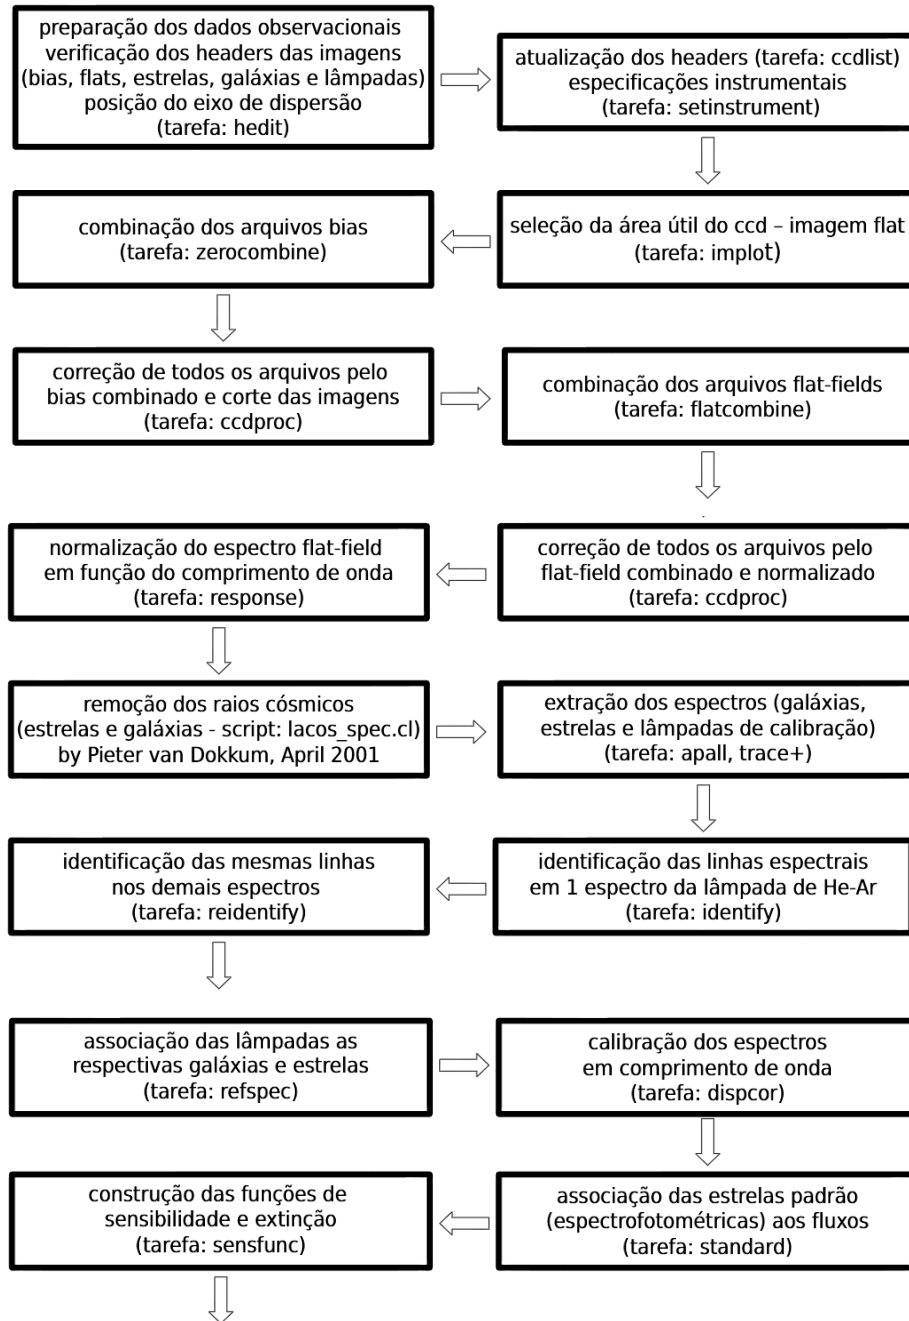 preparação dos dados observacionais
verificação dos headers das imagens
(bias, flats, estrelas, galáxias e lâmpadas)
posição do eixo de dispersão
(tarefa: hedit)
atualização dos headers (tarefa: ccdlist)
especificações instrumentais
(tarefa: setinstrument)
seleção da área útil do ccd – imagem flat
(tarefa: implot)
combinação dos arquivos bias
(tarefa: zerocombine)
correção de todos os arquivos pelo
bias combinado e corte das imagens
(tarefa: ccdproc)
combinação dos arquivos flat-fields
(tarefa: flatcombine)
correção de todos os arquivos pelo
flat-field combinado e normalizado
(tarefa: ccdproc)
normalização do espectro flat-field
em função do comprimento de onda
(tarefa: response)
remoção dos raios cósmicos
(estrelas e galáxias - script: lacos_spec.cl)
by Pieter van Dokkum, April 2001
extração dos espectros (galáxias,
estrelas e lâmpadas de calibração)
(tarefa: apall, trace+)
identificação das linhas espectrais
em 1 espectro da lâmpada de He-Ar
(tarefa: identify)
identificação das mesmas linhas
nos demais espectros
(tarefa: reidentify)
associação das lâmpadas as
respectivas galáxias e estrelas
(tarefa: refspec)
calibração dos espectros
em comprimento de onda
(tarefa: dispcor)
associação das estrelas padrão
(espectrofotométricas) aos fluxos
(tarefa: standard)
construção das funções de
sensibilidade e extinção
(tarefa: sensfunc)